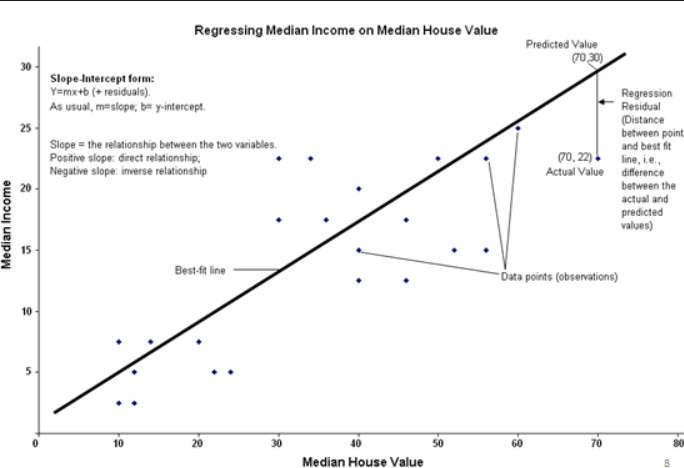 Regressing Median Income on Median House Value
Predicted Value
(70,30)
Slope-Intercept form:
Y=mx+b (+ residuals).
As usual, m=slope; b= y-intercept.
Slope = the relationship between the two variables.
Positive slope: direct relationship;
Negative slope: inverse relationship
Regression
Residual
(Distance
between point
and best fit
line, i.e.,
difference
between the
actual and
predicted
values)
(70, 22)
Actual Value
Best-fit line
Data points (observations)
Median Income
30
25
20
15
10
5
0
10
20
30
40
50
60
70
80
Median House Value
8